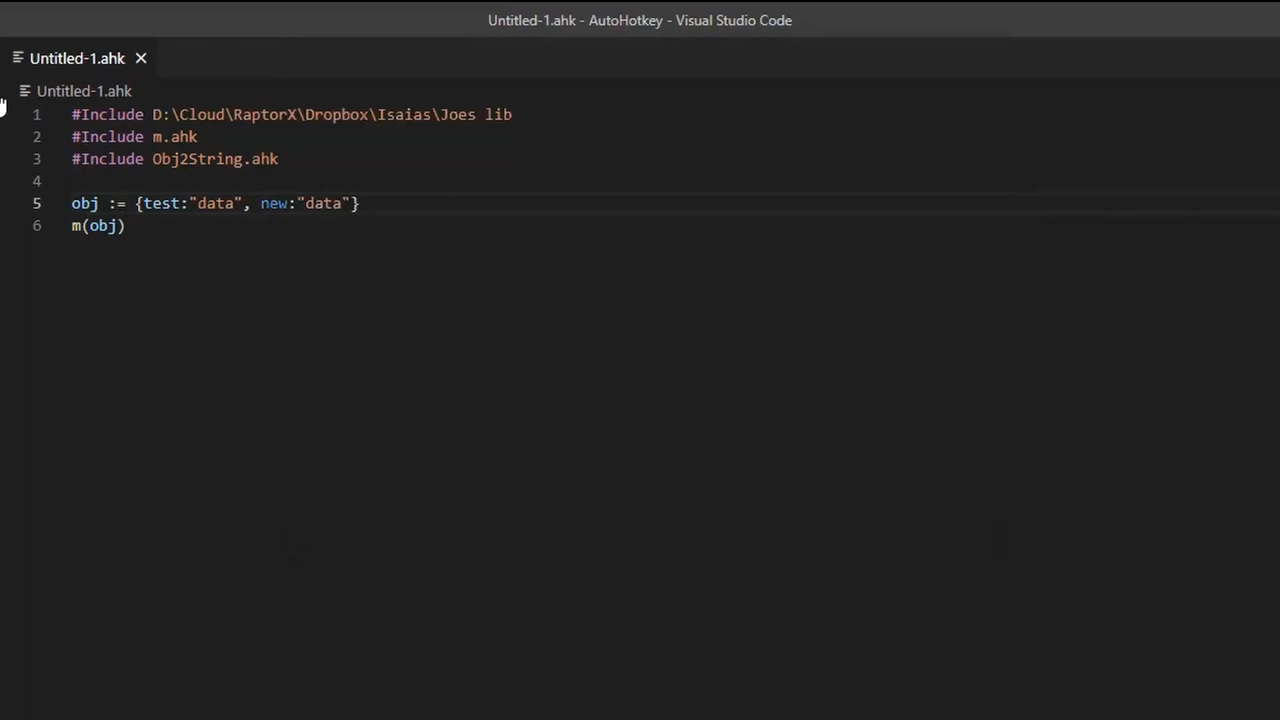 Untitled-1.ahk - AutoHotkey - Visual Studio Code
Untitled-1.ahk
Untitled-1.ahk
1 #Include D:\Cloud\RaptorX\Dropbox\Isaias\Joes lib
2 #Include m.ahk
3 #Include Obj2String.ahk
4
5 obj := {test:"data", new:"data"}
6 m(obj)